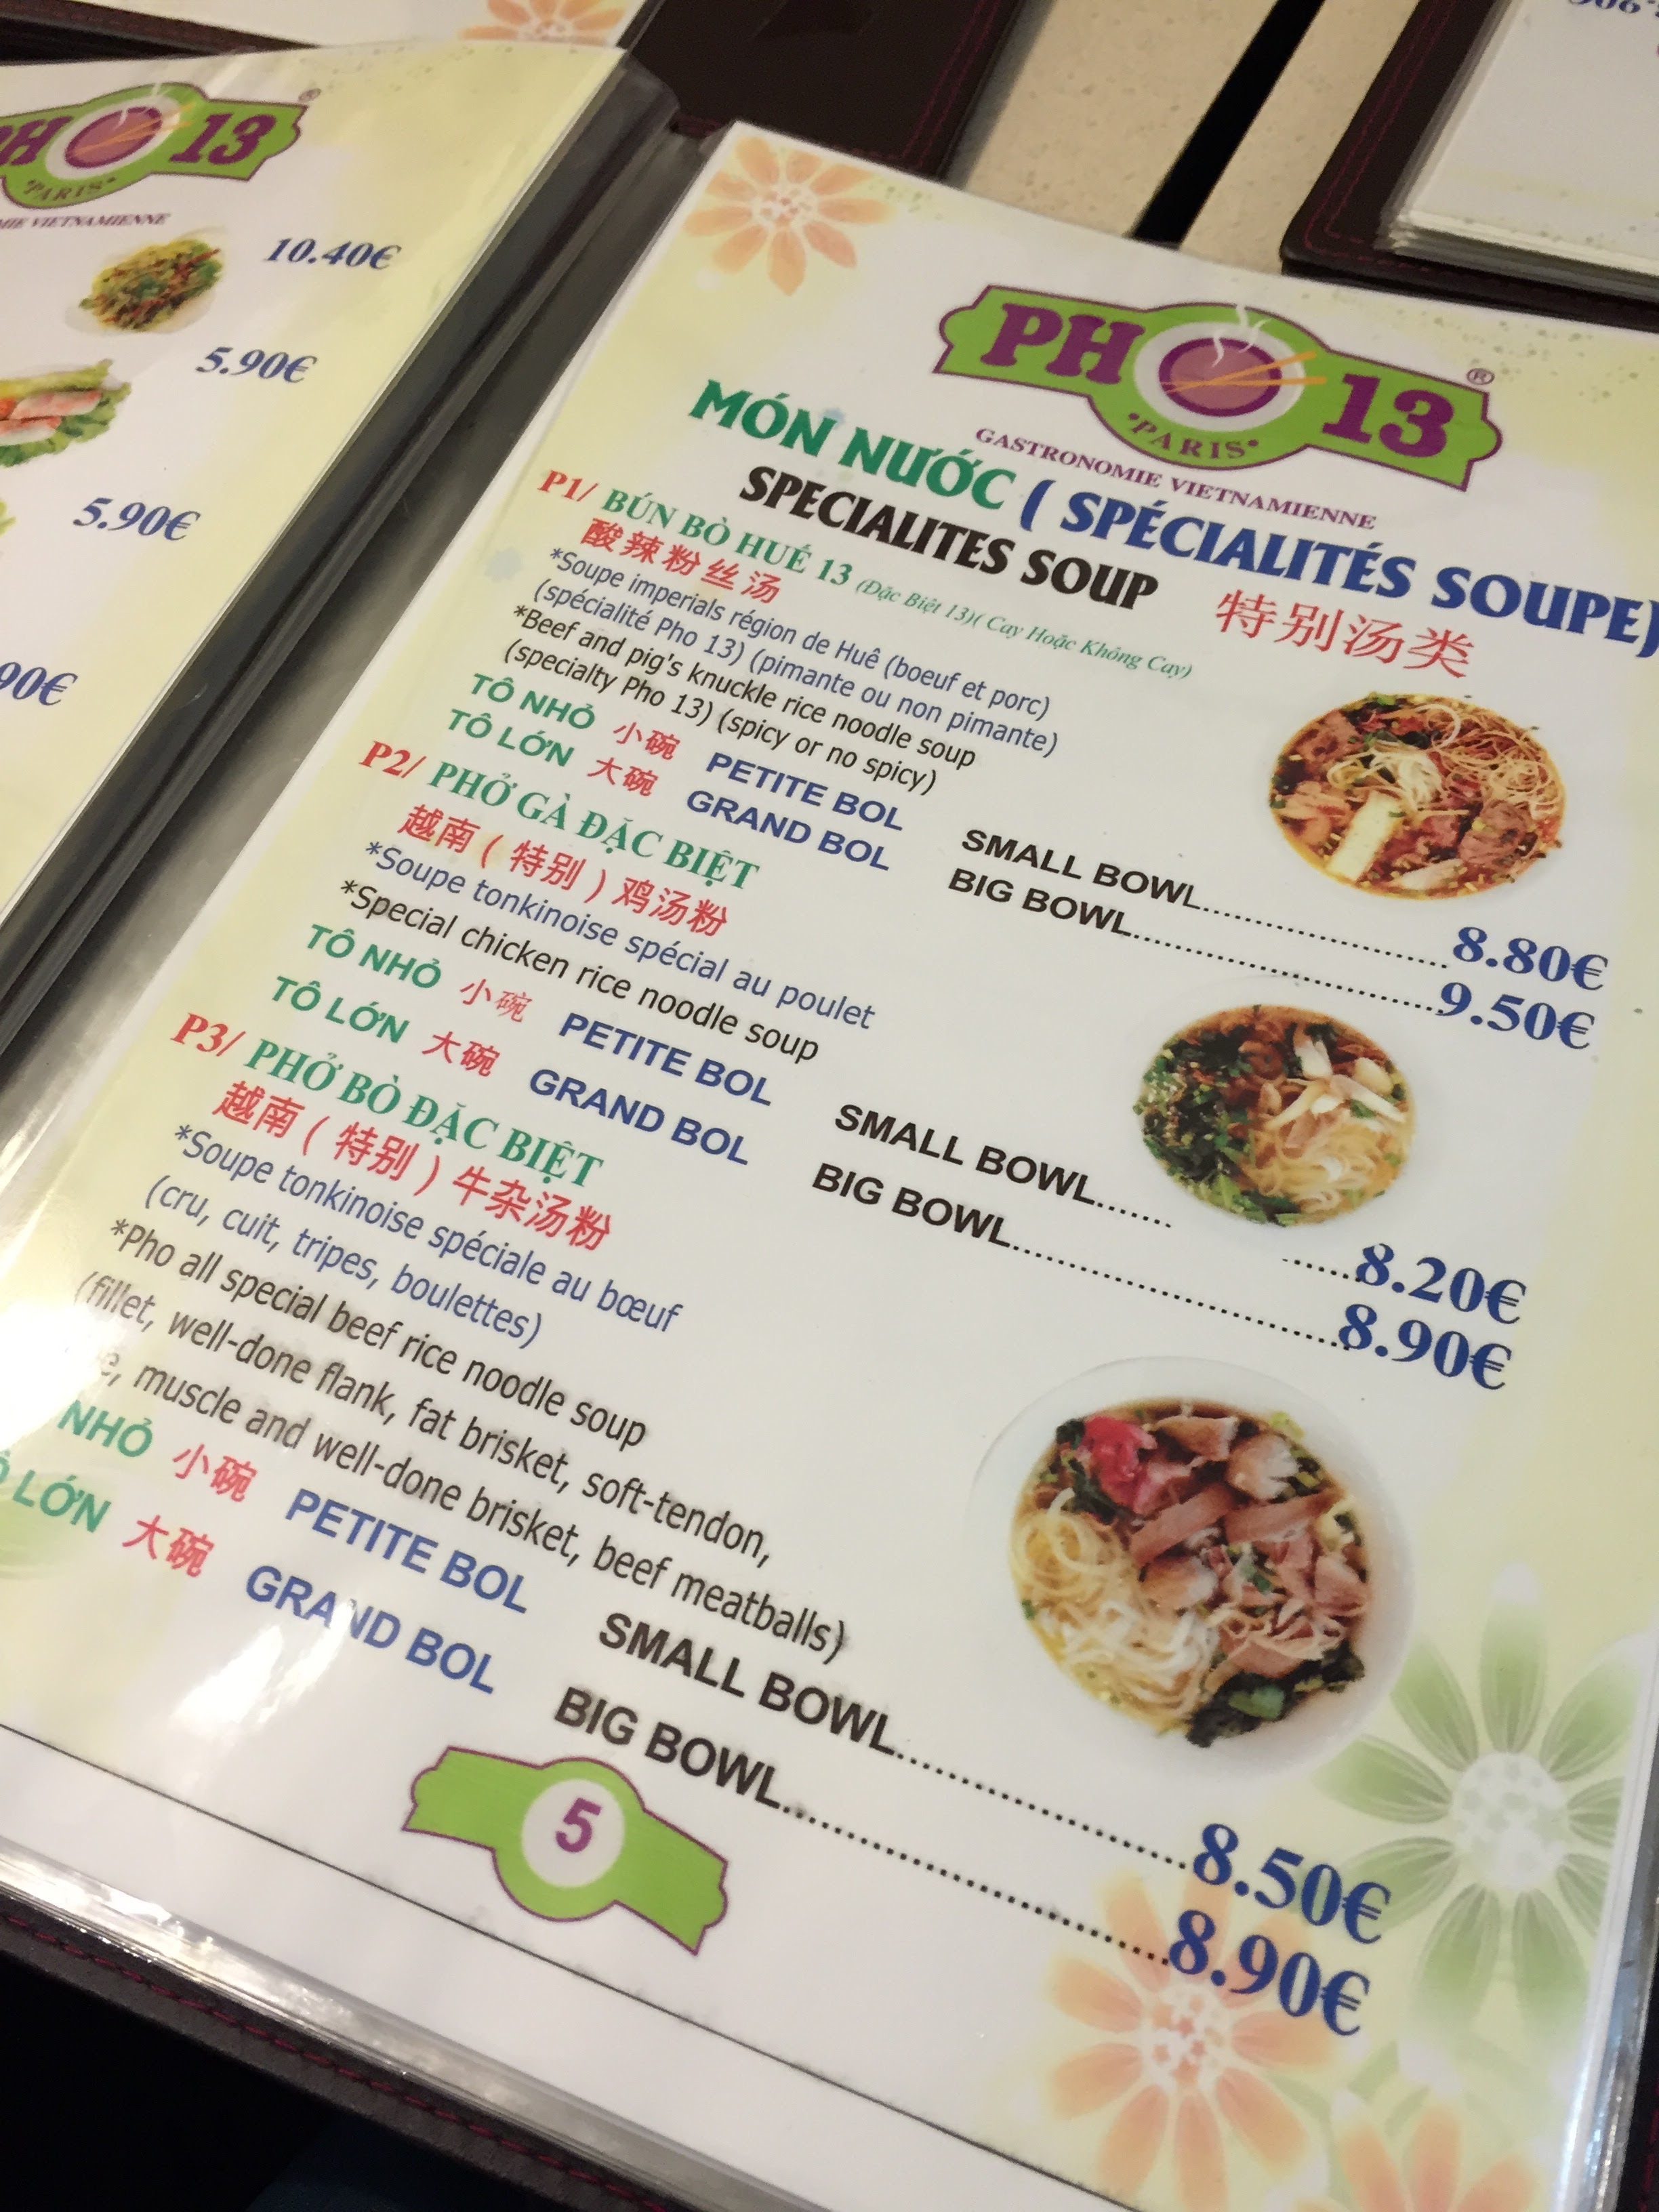 13
PARIS
VIETNAMIENNE
10.40€
5.90€
5.90€
PHO 13 ®
PARIS
GASTRONOMIE VIETNAMIENNE
MÓN NƯỚC ( SPÉCIALITÉS SOUPE)
SPECIALITES SOUP 特别汤类
P1/ BÚN BÒ HUẾ 13 (Đặc Biệt 13)( Cay Hoặc Không Cay)
酸辣粉丝汤
*Soupe imperials région de Huê (boeuf et porc)
(spécialité Pho 13) (pimante ou non pimante)
*Beef and pig's knuckle rice noodle soup
(specialty Pho 13) (spicy or no spicy)
TÔ NHỎ 小碗 PETITE BOL SMALL BOWL..............................8.80€
TÔ LỚN 大碗 GRAND BOL BIG BOWL....................................9.50€
P2/ PHỞ GÀ ĐẶC BIỆT
越南 ( 特别 ) 鸡汤粉
*Soupe tonkinoise spécial au poulet
*Special chicken rice noodle soup
TÔ NHỎ 小碗 PETITE BOL SMALL BOWL....... ......8.20€
TÔ LỚN 大碗 GRAND BOL BIG BOWL....................................8.90€
P3/ PHỞ BÒ ĐẶC BIỆT
越南 ( 特别 ) 牛杂汤粉
*Soupe tonkinoise spéciale au bœuf
(cru, cuit, tripes, boulettes)
*Pho all special beef rice noodle soup
(fillet, well-done flank, fat brisket, soft-tendon,
muscle and well-done brisket, beef meatballs)
NHỎ 小碗 PETITE BOL SMALL BOWL..............................8.50€
LỚN 大碗 GRAND BOL BIG BOWL....................................8.90€
5